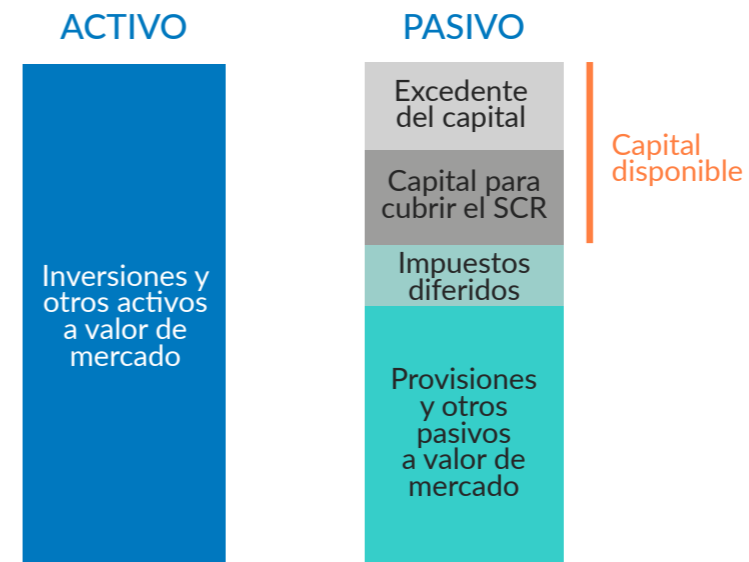 ACTIVO
PASIVO
Inversiones y
otros activos
a valor de
mercado
Excedente
del capital
Capital para
cubrir el SCR
Impuestos
diferidos
Provisiones
y otros
pasivos
a valor de
mercado
Capital
disponible